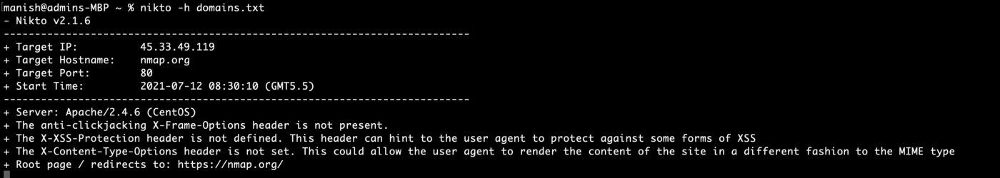 manish@admins-MBP ~ % nikto -h domains.txt
- Nikto v2.1.6
---------------------------------------------------------------------------
+ Target IP:          45.33.49.119
+ Target Hostname:    nmap.org
+ Target Port:        80
+ Start Time:         2021-07-12 08:30:10 (GMT5.5)
---------------------------------------------------------------------------
+ Server: Apache/2.4.6 (CentOS)
+ The anti-clickjacking X-Frame-Options header is not present.
+ The X-XSS-Protection header is not defined. This header can hint to the user agent to protect against some forms of XSS
+ The X-Content-Type-Options header is not set. This could allow the user agent to render the content of the site in a different fashion to the MIME type
+ Root page / redirects to: https://nmap.org/